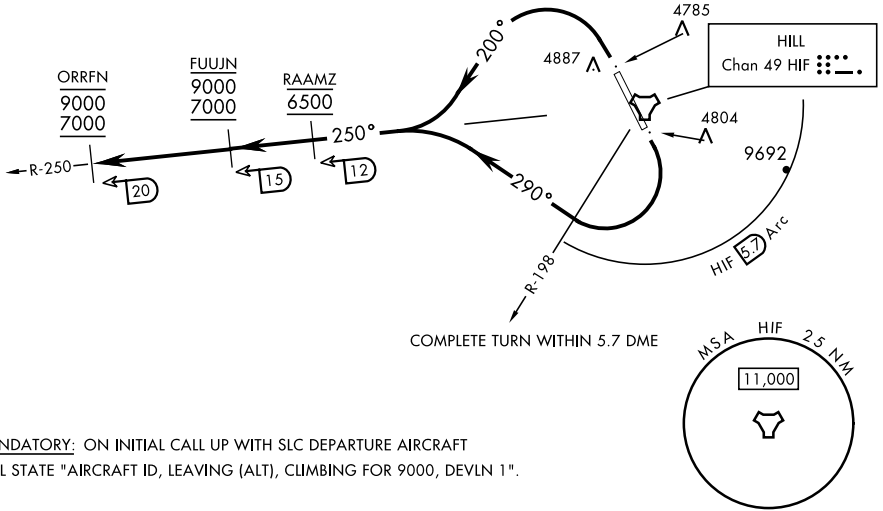 4785
HILL
Chan 49 HIF
4887
200°
ORRFN
9000
7000
FUUJN
9000
7000
RAAMZ
6500
4804
250°
R-250
20
15
12
9692
290°
R-198
HIF 5.7 Arc
COMPLETE TURN WITHIN 5.7 DME
MSA HIF 25 NM
11,000
NDATORY: ON INITIAL CALL UP WITH SLC DEPARTURE AIRCRAFT
L STATE "AIRCRAFT ID, LEAVING (ALT), CLIMBING FOR 9000, DEVLN 1".